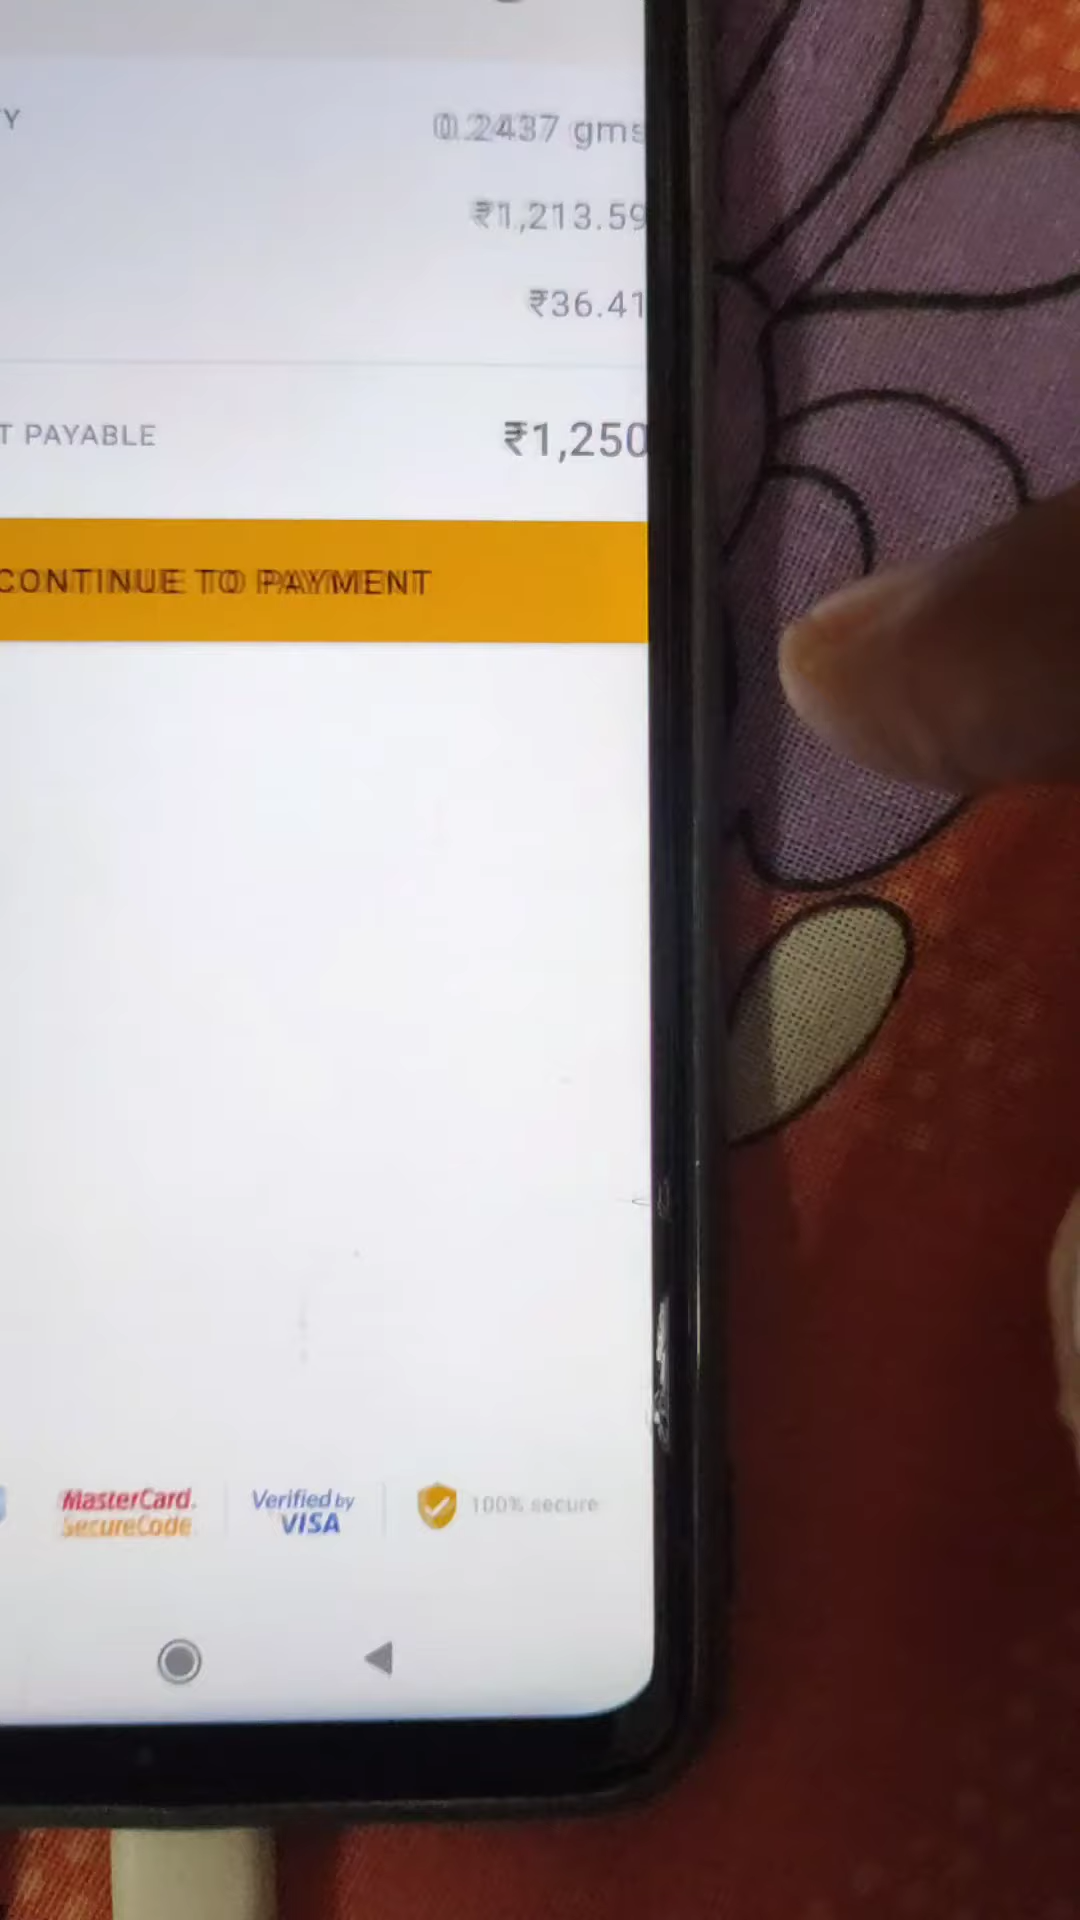 Y
0.2437 gms
₹1,213.59
₹36.41
T PAYABLE
₹1,250
CONTINUE TO PAYMENT
MasterCard.
SecureCode
Verified by
VISA
100% secure